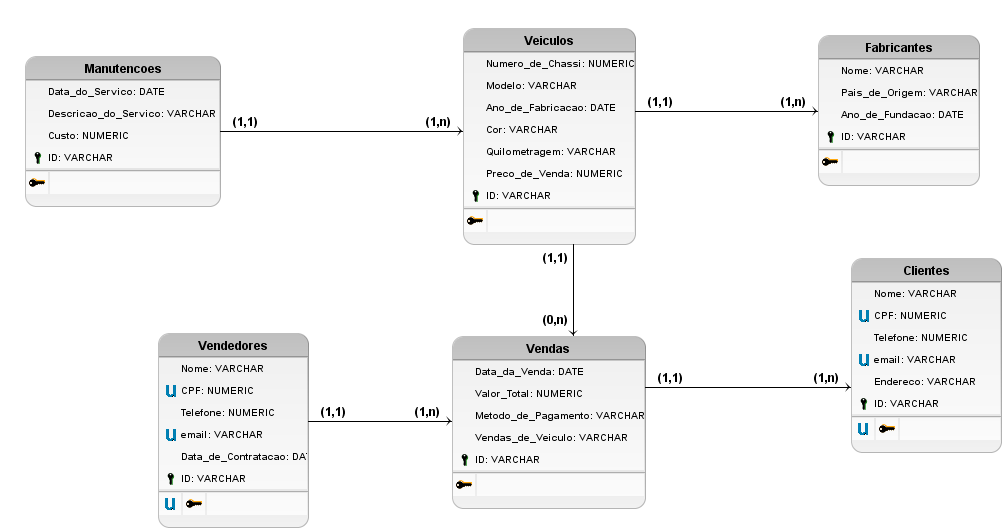 Manutencoes
Data_do_Servico: DATE
Descricao_do_Servico: VARCHAR
Custo: NUMERIC
ID: VARCHAR
(1,1)
(1,n)
Veiculos
Numero_de_Chassi: NUMERIC
Modelo: VARCHAR
Ano_de_Fabricacao: DATE
Cor: VARCHAR
Quilometragem: VARCHAR
Preco_de_Venda: NUMERIC
ID: VARCHAR
(1,1)
(1,n)
Fabricantes
Nome: VARCHAR
Pais_de_Origem: VARCHAR
Ano_de_Fundacao: DATE
ID: VARCHAR
(1,1)
(0,n)
Vendedores
Nome: VARCHAR
U CPF: NUMERIC
Telefone: NUMERIC
U email: VARCHAR
Data_de_Contratacao: DA
ID: VARCHAR
U
(1,1)
(1,n)
Vendas
Data_da_Venda: DATE
Valor_Total: NUMERIC
Metodo_de_Pagamento: VARCHAR
Vendas_de_Veiculo: VARCHAR
ID: VARCHAR
(1,1)
(1,n)
Clientes
Nome: VARCHAR
U CPF: NUMERIC
Telefone: NUMERIC
U email: VARCHAR
Endereco: VARCHAR
ID: VARCHAR
U